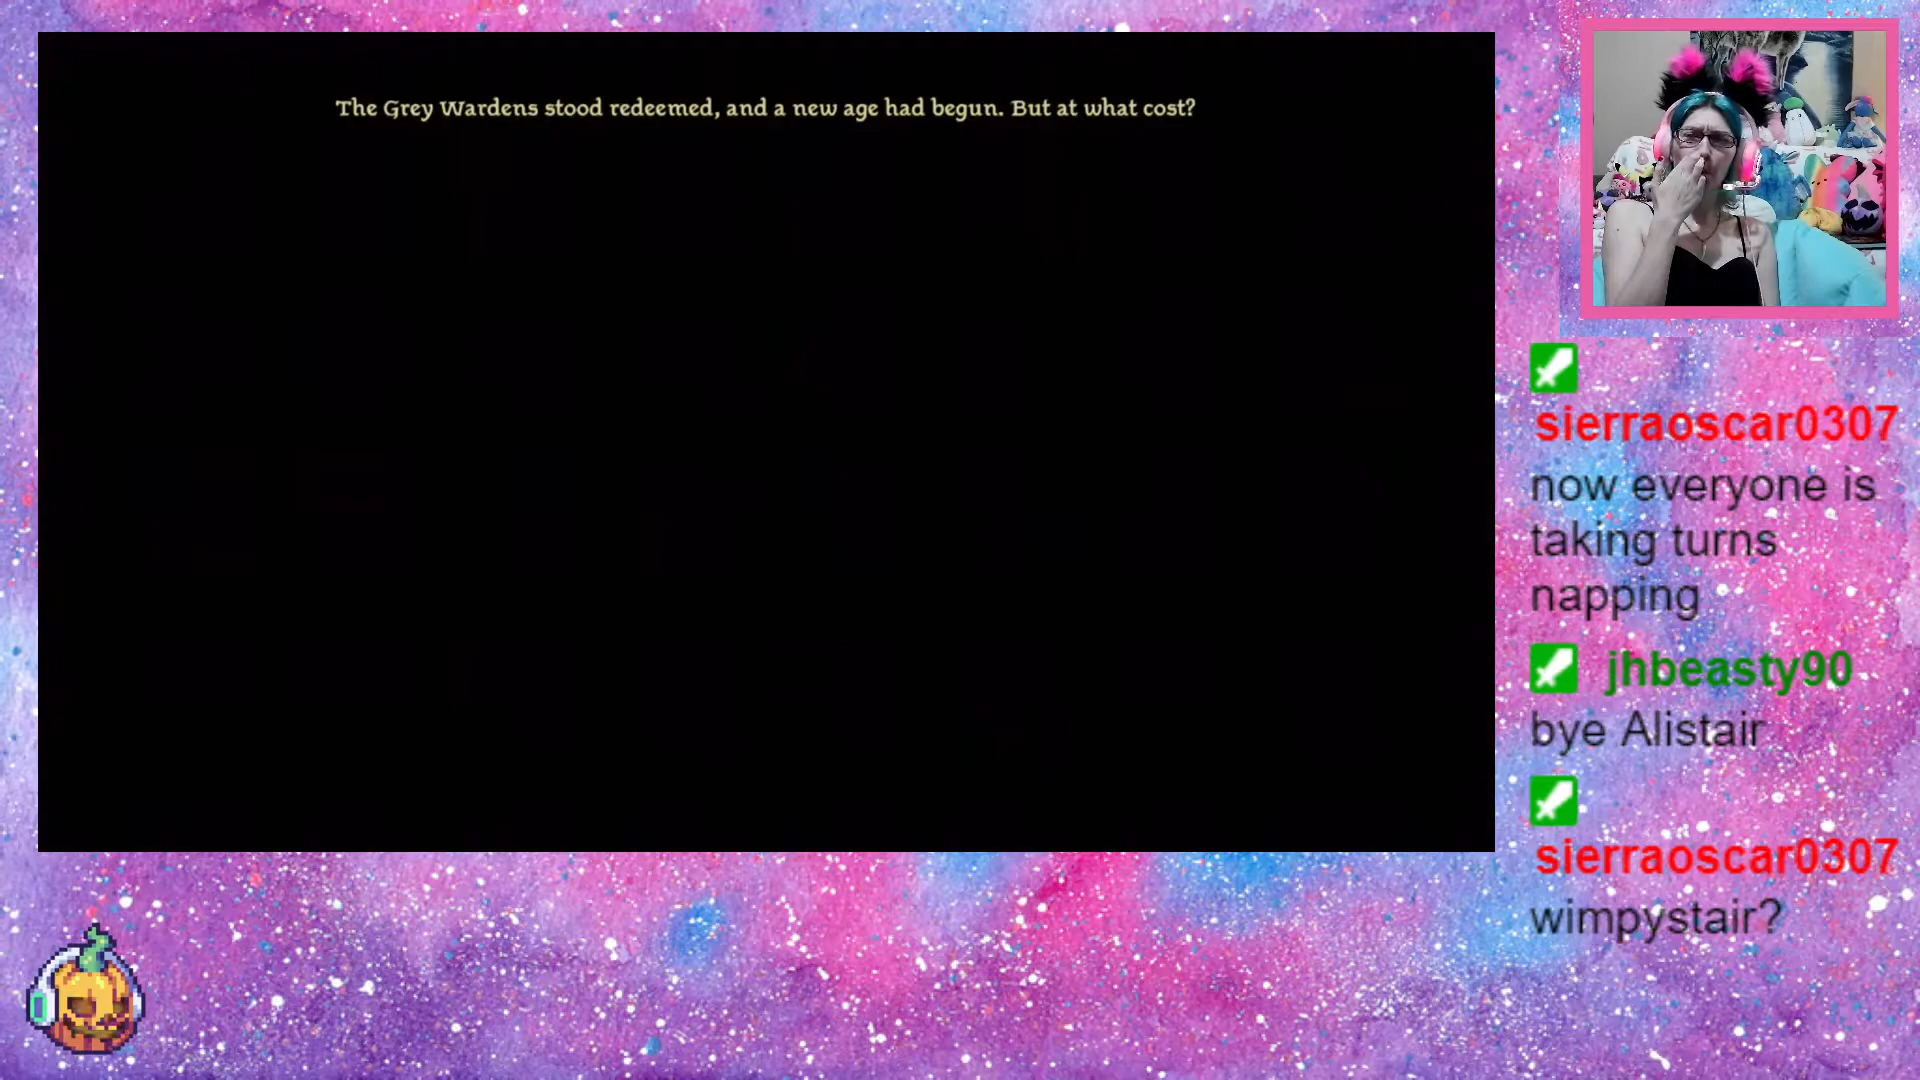 The Grey Wardens stood redeemed, and a new age had begun. But at what cost?
sierraoscar0307
now everyone is
taking turns
napping
jhbeasty90
bye Alistair
sierraoscar0307
wimpystair?